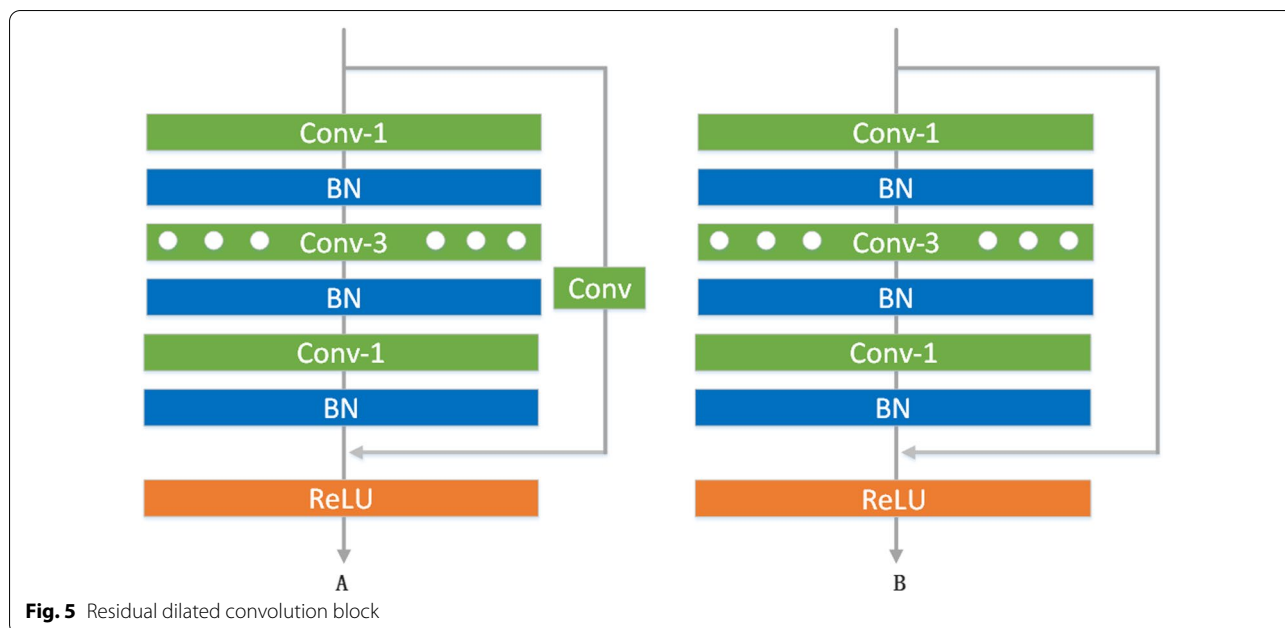 Conv-1
BN
Conv-3
BN
Conv
Conv-1
BN
ReLU
A
Conv-1
BN
Conv-3
BN
Conv-1
BN
ReLU
B
Fig. 5 Residual dilated convolution block